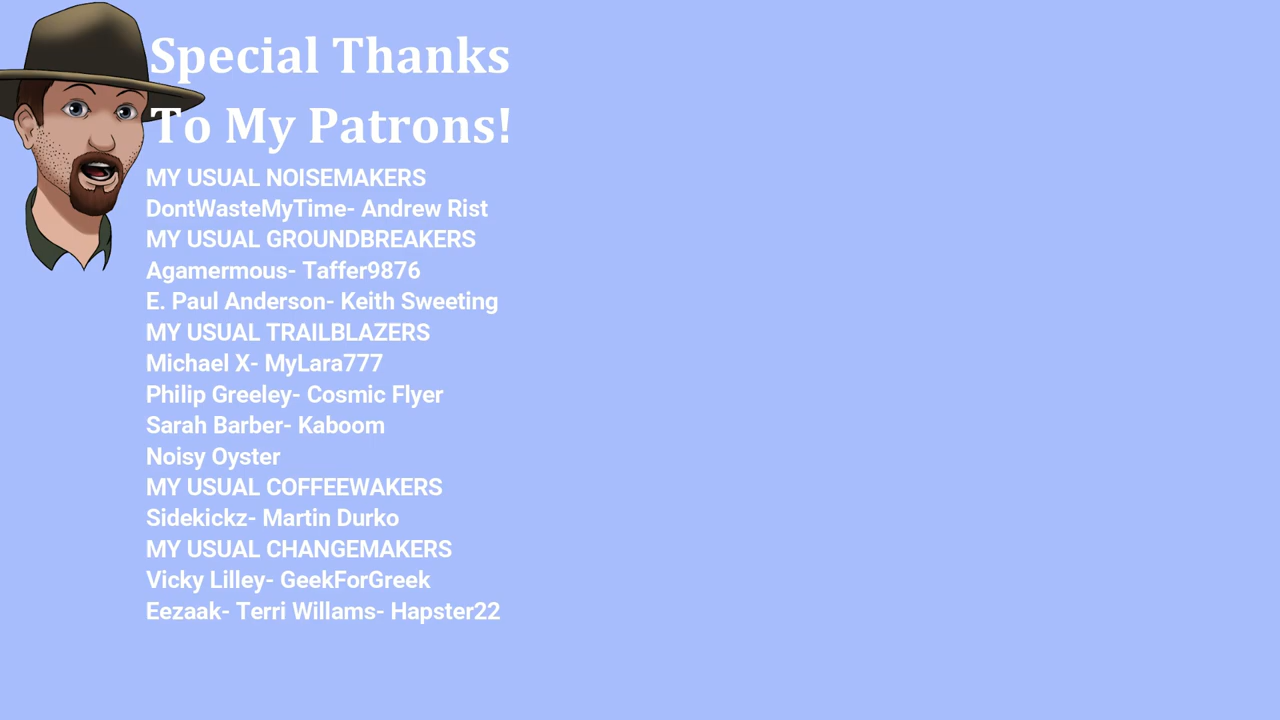 Special Thanks
To My Patrons!
MY USUAL NOISEMAKERS
DontWasteMyTime- Andrew Rist
MY USUAL GROUNDBREAKERS
Agamermous- Taffer9876
E. Paul Anderson- Keith Sweeting
MY USUAL TRAILBLAZERS
Michael X- MyLara777
Philip Greeley- Cosmic Flyer
Sarah Barber- Kaboom
Noisy Oyster
MY USUAL COFFEEWAKERS
Sidekickz- Martin Durko
MY USUAL CHANGEMAKERS
Vicky Lilley- GeekForGreek
Eezaak- Terri Willams- Hapster22